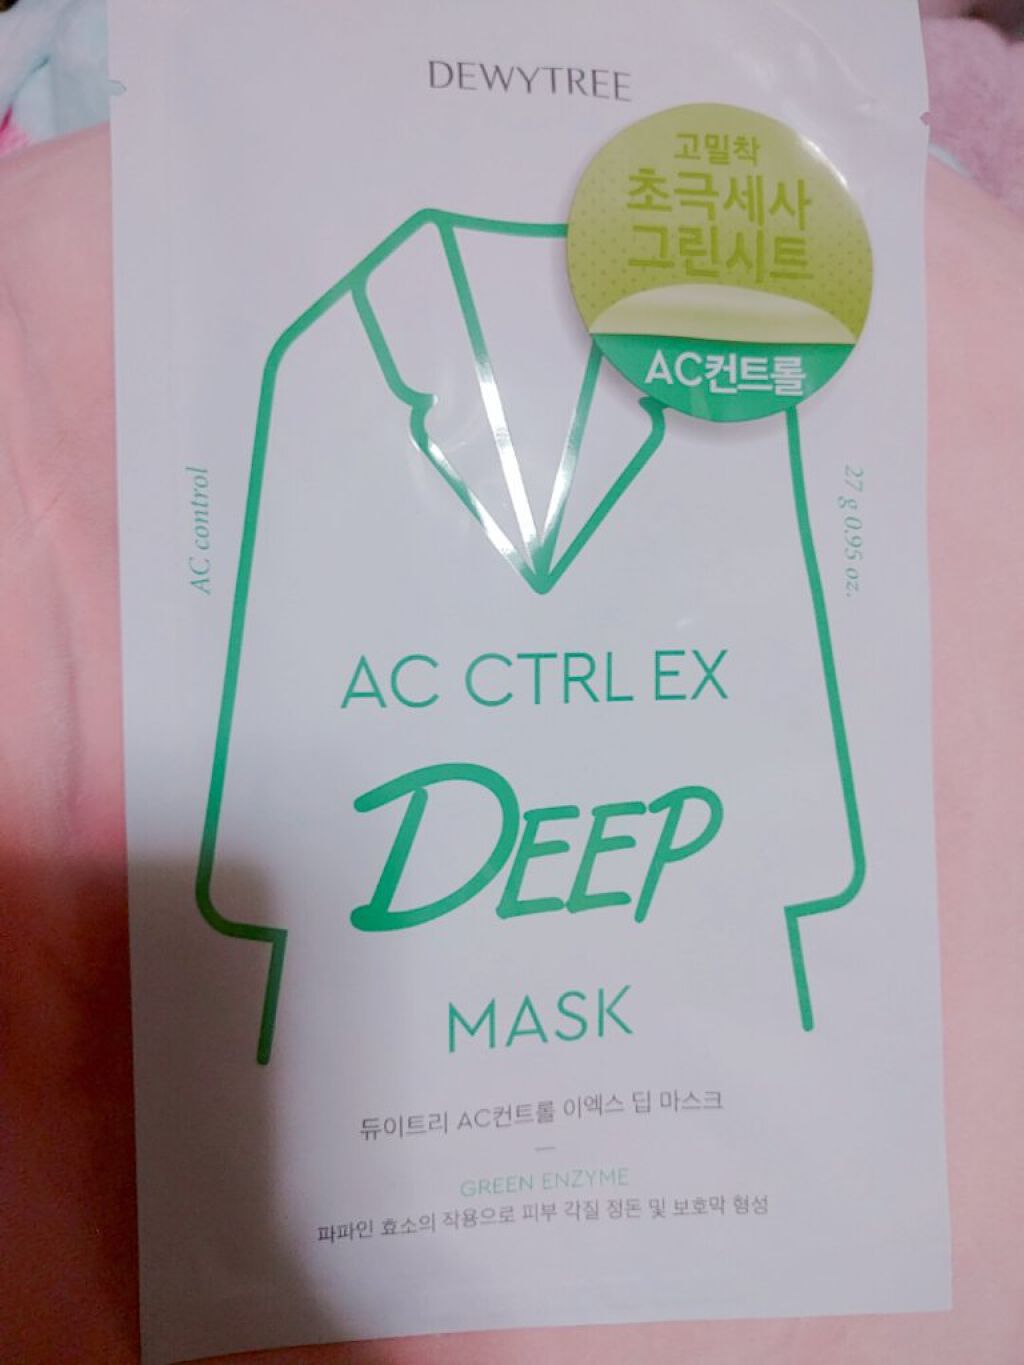 DEWYTREE
고밀착
초극세사
그린시트
AC컨트롤
AC control
27 g 0.95 oz.
AC CTRL EX
DEEP
MASK
듀이트리 AC컨트롤 이엑스 딥 마스크
GREEN ENZYME
파파인 효소의 작용으로 피부 각질 정돈 및 보호막 형성